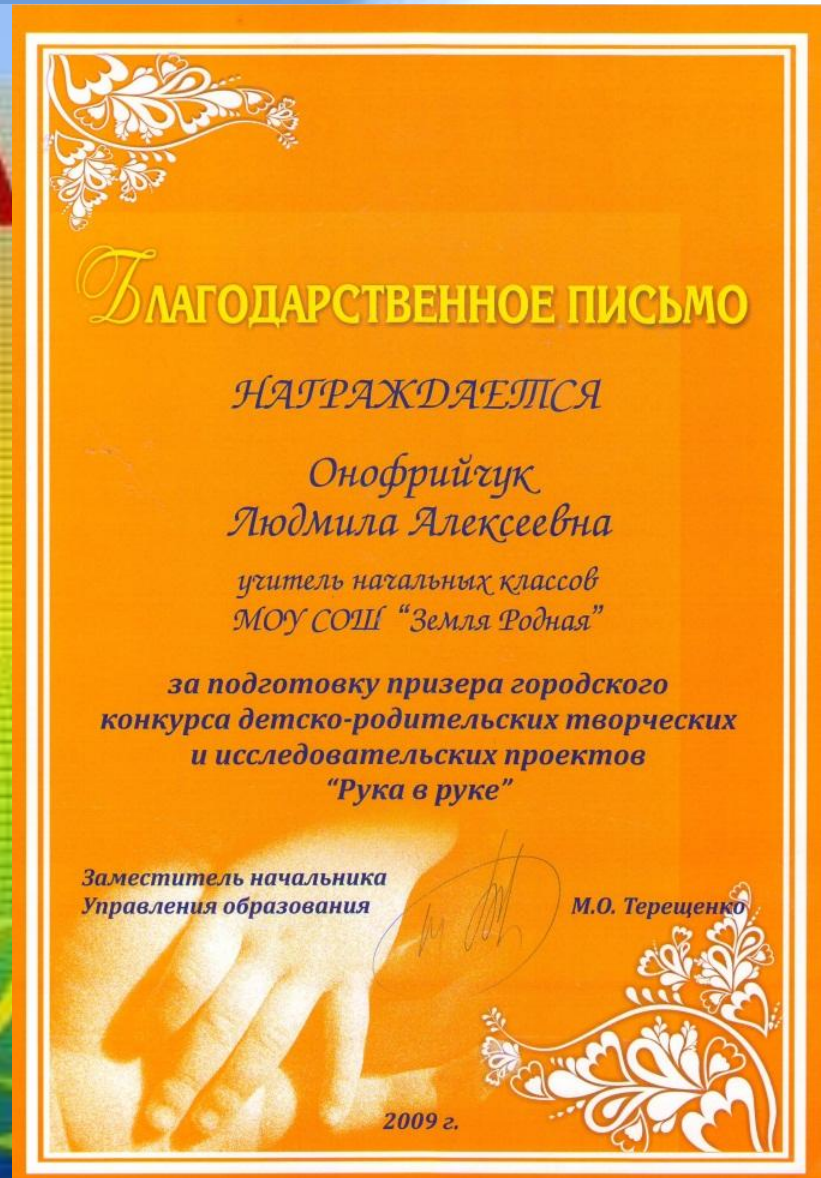 Благодарственное письмо
НАГРАЖДАЕТСЯ
Онофрийчук
Людмила Алексеевна
учитель начальных классов
МОУ СОШ “Земля Родная”
за подготовку призера городского
конкурса детско-родительских творческих
и исследовательских проектов
“Рука в руке”
Заместитель начальника
Управления образования
М.О. Терещенко
2009 г.